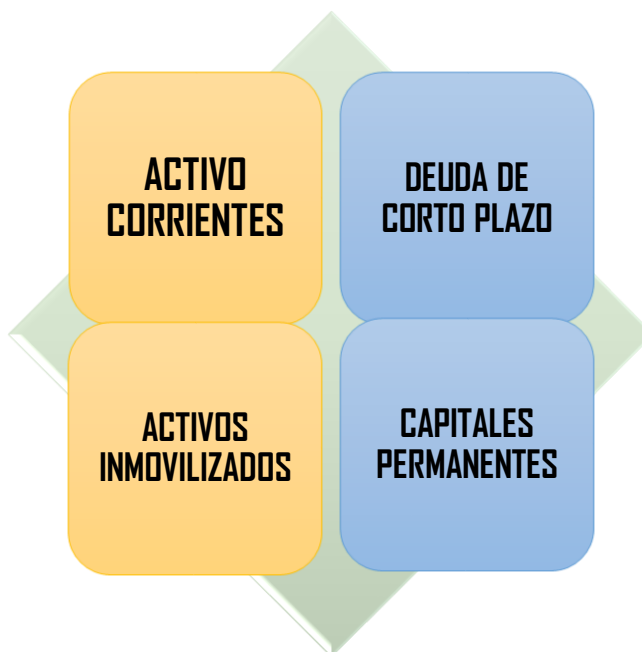 ACTIVO
CORRIENTES
DEUDA DE
CORTO PLAZO
ACTIVOS
INMOVILIZADOS
CAPITALES
PERMANENTES